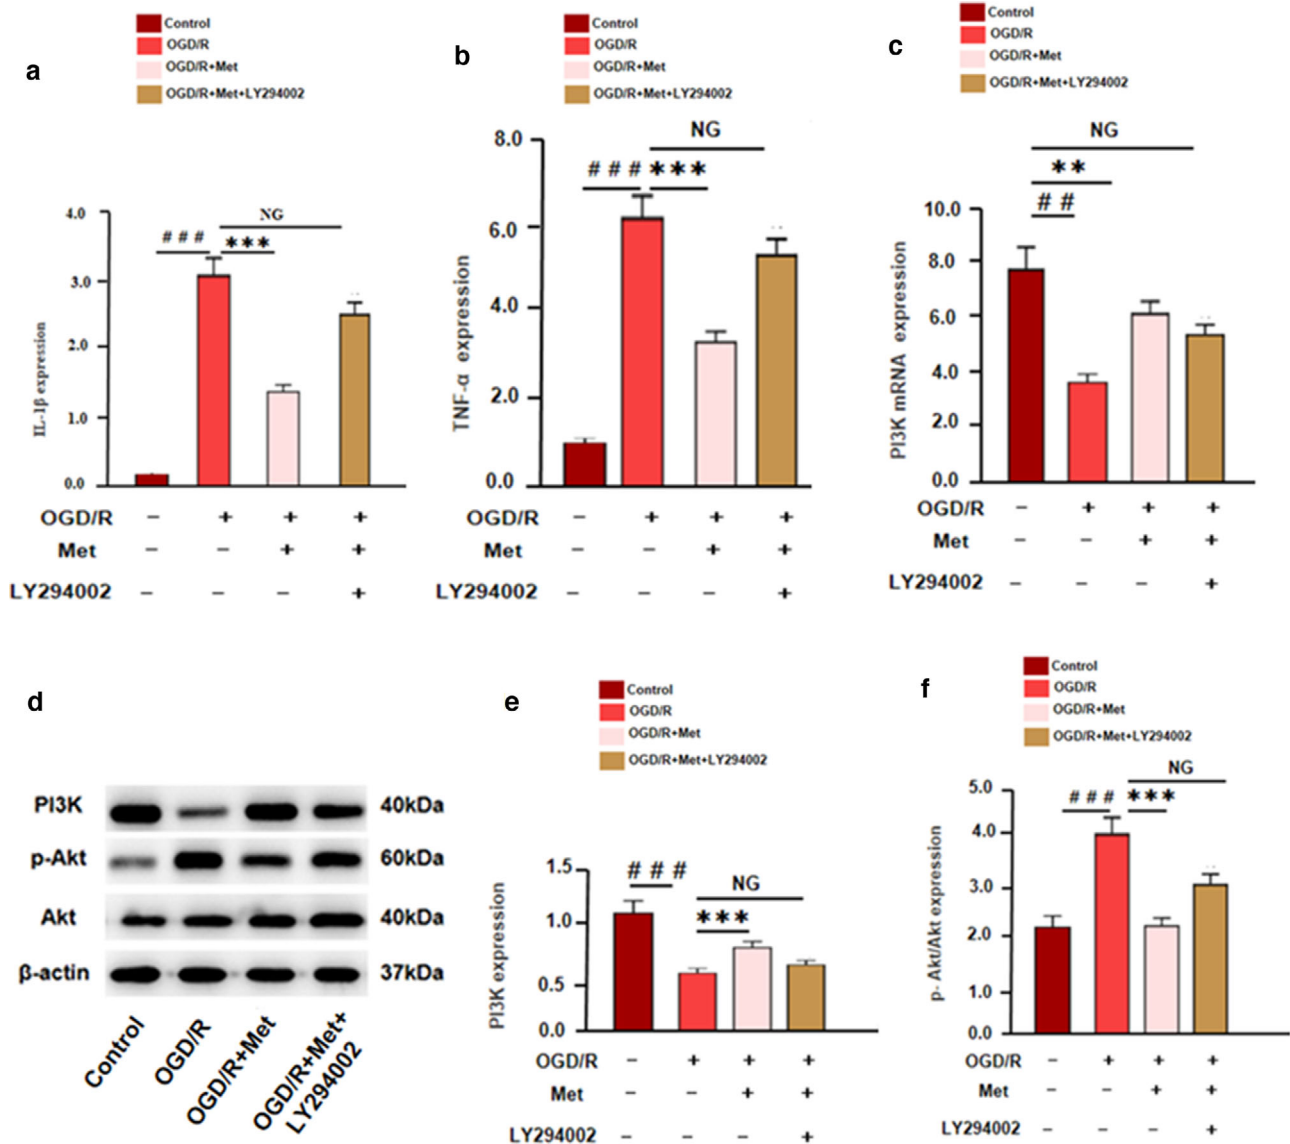 a
Control
OGD/R
OGD/R+Met
OGD/R+Met+LY294002
NG
# # #
***
4.0
3.0
2.0
1.0
0.0
IL-1β expression
OGD/R − + + +
Met − − + +
LY294002 − − − +
b
Control
OGD/R
OGD/R+Met
OGD/R+Met+LY294002
NG
# # # ***
8.0
6.0
4.0
2.0
0.0
TNF-α expression
OGD/R − + + +
Met − − + +
LY294002 − − − +
c
Control
OGD/R
OGD/R+Met
OGD/R+Met+LY294002
NG
**
# #
10.0
8.0
6.0
4.0
2.0
0.0
PI3K mRNA expression
OGD/R − + + +
Met − − + +
LY294002 − − − +
d
PI3K 40kDa
p-Akt 60kDa
Akt 40kDa
β-actin 37kDa
Control
OGD/R
OGD/R+Met
OGD/R+Met+
LY294002
e
Control
OGD/R
OGD/R+Met
OGD/R+Met+LY294002
# # #
NG
***
1.5
1.0
0.5
0.0
PI3K expression
OGD/R − + + +
Met − − + +
LY294002 − − − +
f
Control
OGD/R
OGD/R+Met
OGD/R+Met+LY294002
NG
# # # ***
5.0
4.0
3.0
2.0
1.0
0.0
p- Akt/Akt expression
OGD/R − + + +
Met − − + +
LY294002 − − − +